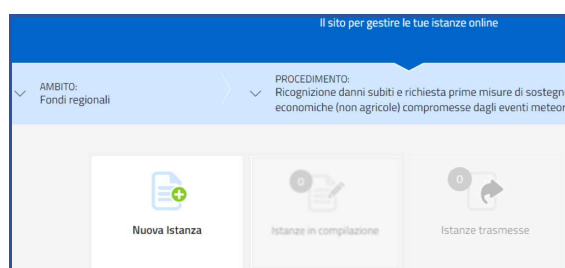 Il sito per gestire le tue istanze online
AMBITO:
Fondi regionali
PROCEDIMENTO:
Ricognizione danni subiti e richiesta prime misure di sostegn
economiche (non agricole) compromesse dagli eventi meteor
0
0
Nuova Istanza
Istanze in compilazione
Istanze trasmesse